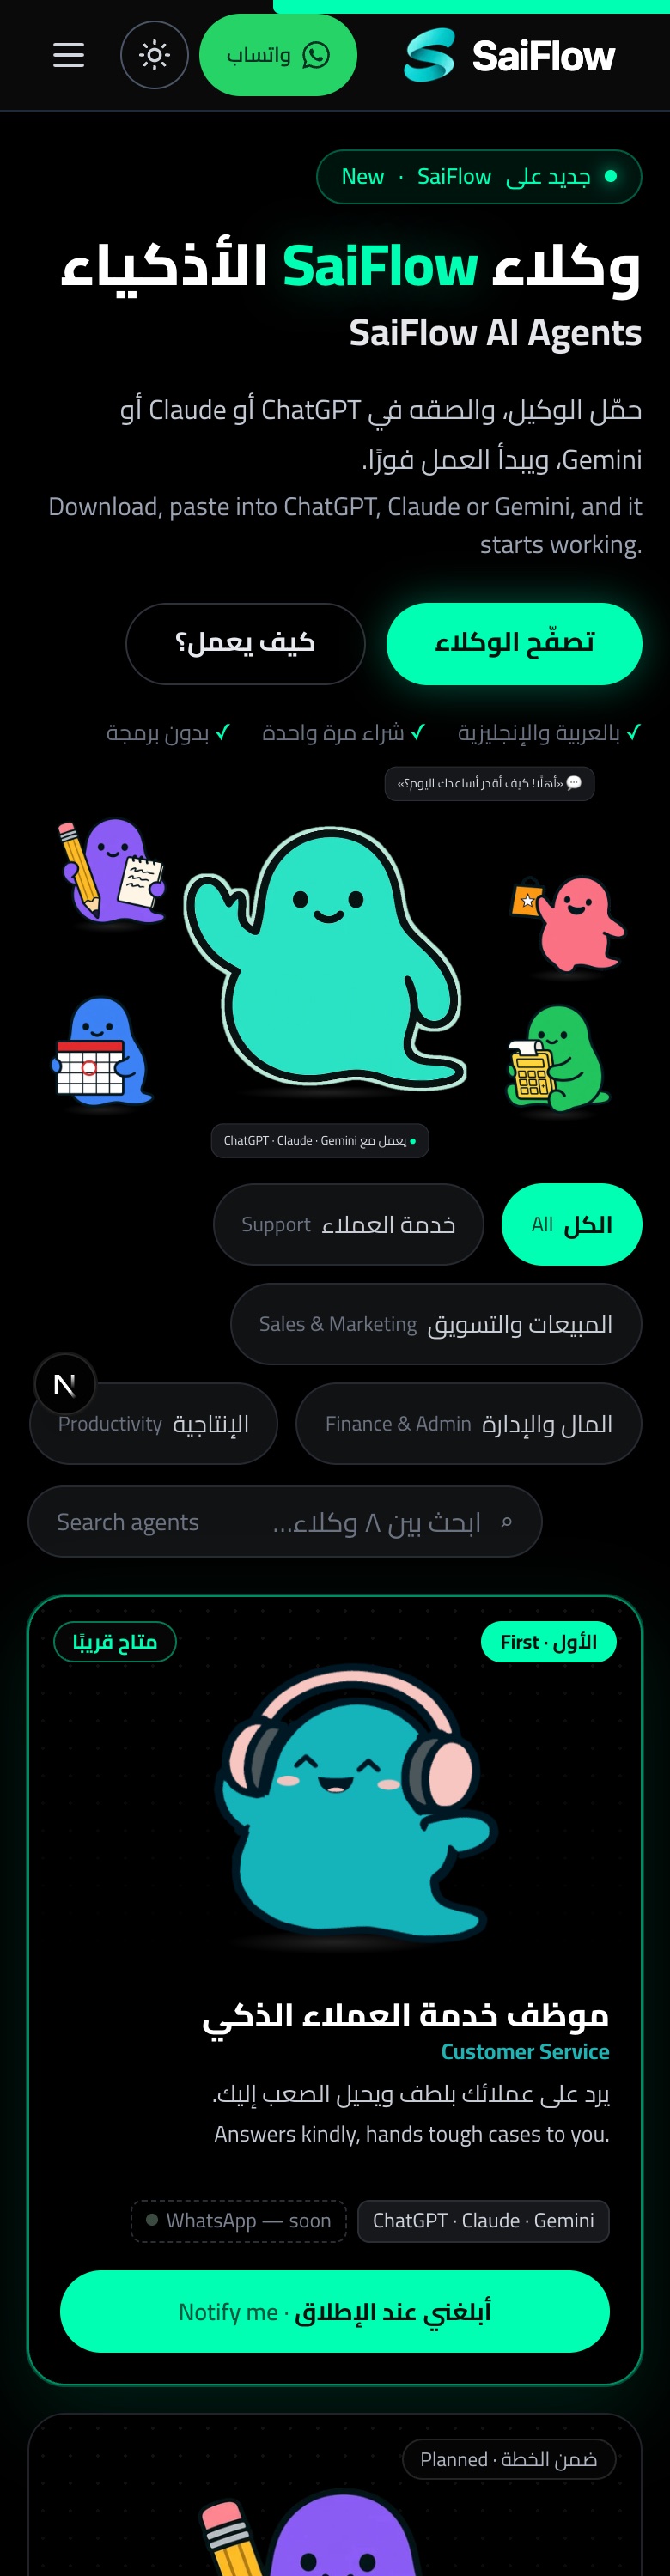 SaiFlow
واتساب
جديد على SaiFlow · New
وكلاء SaiFlow الأذكياء
SaiFlow AI Agents
حمّل الوكيل، والصقه في ChatGPT أو Claude أو
Gemini، ويبدأ العمل فورًا.
Download, paste into ChatGPT, Claude or Gemini, and it
starts working.
تصفّح الوكلاء
كيف يعمل؟
✓ بالعربية والإنجليزية ✓ شراء مرة واحدة ✓ بدون برمجة
💬 «أهلًا! كيف أقدر أساعدك اليوم؟»
● يعمل مع ChatGPT · Claude · Gemini
الكل All
خدمة العملاء Support
المبيعات والتسويق Sales & Marketing
المال والإدارة Finance & Admin
الإنتاجية Productivity
N
ابحث بين ٨ وكلاء... Search agents
الأول · First
متاح قريبًا
موظف خدمة العملاء الذكي
Customer Service
يرد على عملائك بلطف ويحيل الصعب إليك.
Answers kindly, hands tough cases to you.
ChatGPT · Claude · Gemini
WhatsApp — soon
أبلغني عند الإطلاق · Notify me
ضمن الخطة · Planned